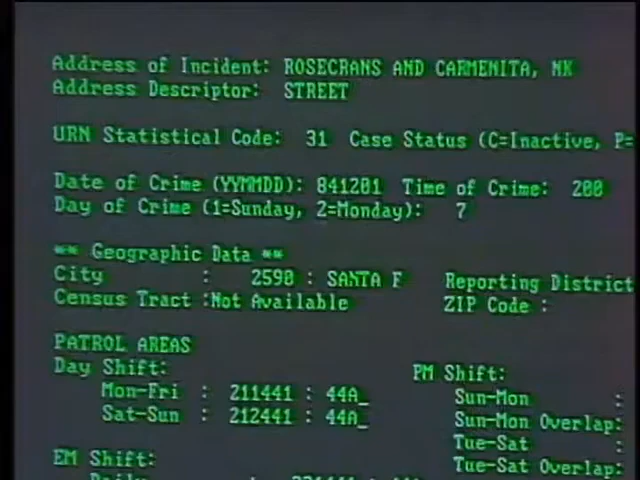 Address of Incident: ROSECRANS AND CARMENITA, NK
Address Descriptor: STREET
URN Statistical Code: 31 Case Status (C=Inactive, P=
Date of Crime (YYMMDD): 841201 Time of Crime: 200
Day of Crime (1=Sunday, 2=Monday): 7
** Geographic Data **
City : 2590 : SANTA F Reporting District
Census Tract :Not Available ZIP Code :
PATROL AREAS
Day Shift: PM Shift:
Mon-Fri : 211441 : 44A_ Sun-Mon :
Sat-Sun : 212441 : 44A_ Sun-Mon Overlap:
Tue-Sat :
EM Shift: Tue-Sat Overlap: